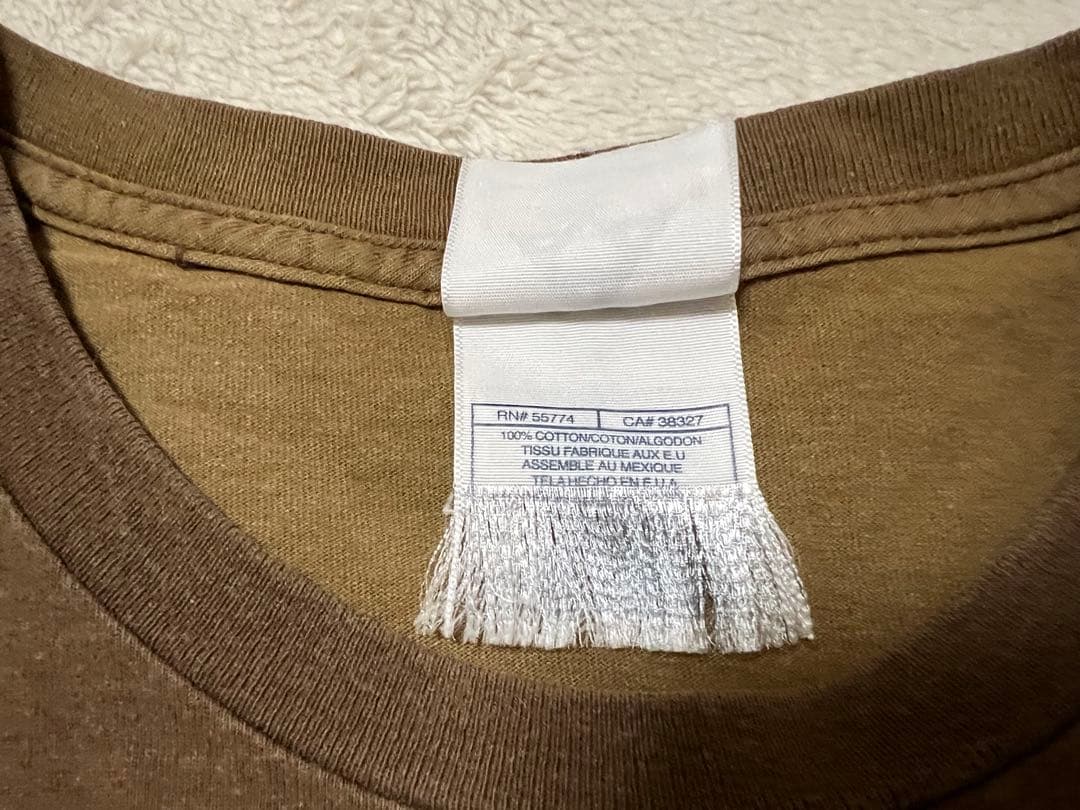 RN# 55774 CA# 38327
100% COTTON/COTON/ALGODON
TISSU FABRIQUE AUX E.U
ASSEMBLE AU MEXIQUE
TELA HECHO EN E.U.A